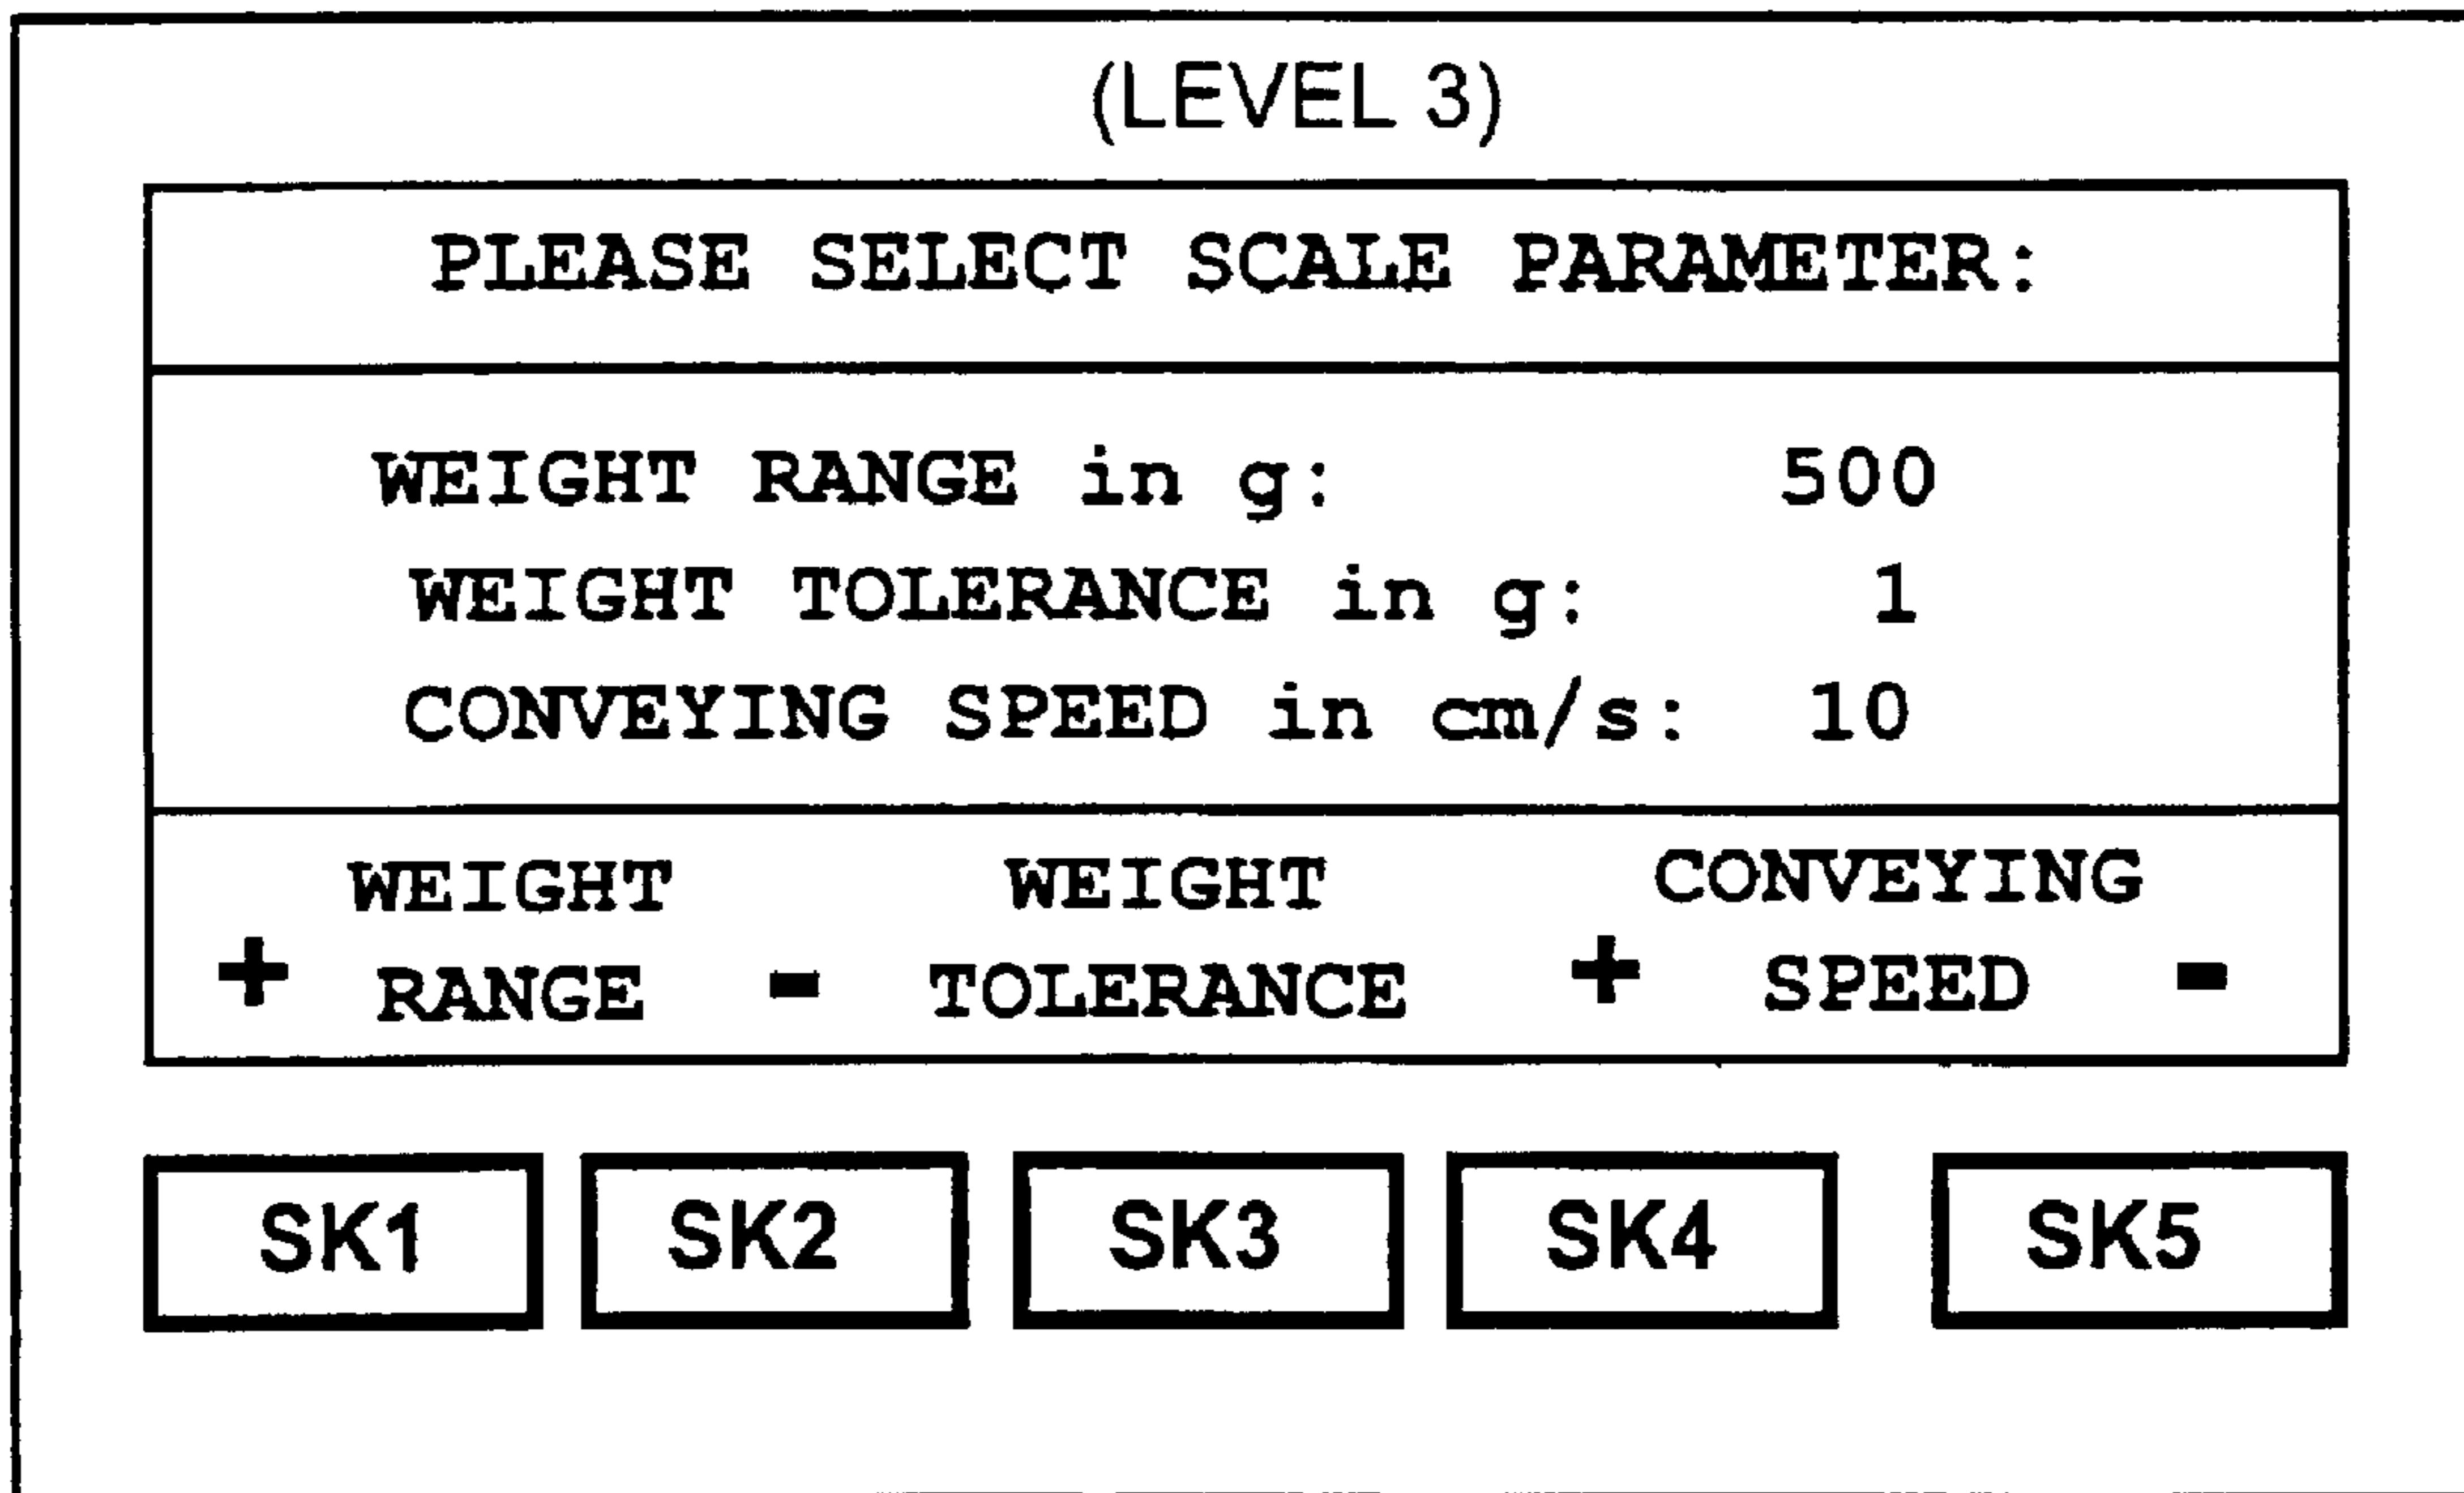 (LEVEL 3)
PLEASE SELECT SCALE PARAMETER:
WEIGHT RANGE in g: 500
WEIGHT TOLERANCE in g: 1
CONVEYING SPEED in cm/s: 10
WEIGHT WEIGHT CONVEYING
+ RANGE - TOLERANCE + SPEED -
SK1 SK2 SK3 SK4 SK5